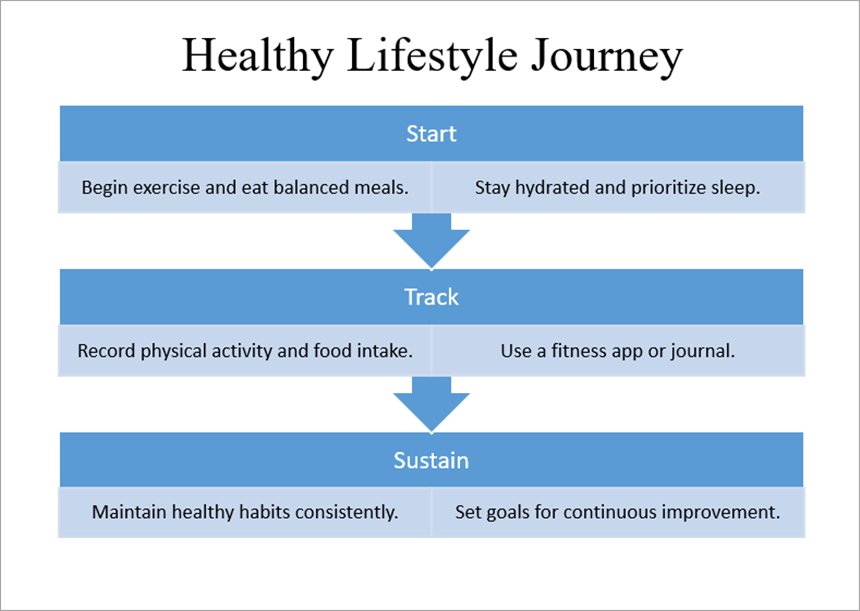 Healthy Lifestyle Journey
Start
Begin exercise and eat balanced meals.
Stay hydrated and prioritize sleep.
Track
Record physical activity and food intake.
Use a fitness app or journal.
Sustain
Maintain healthy habits consistently.
Set goals for continuous improvement.